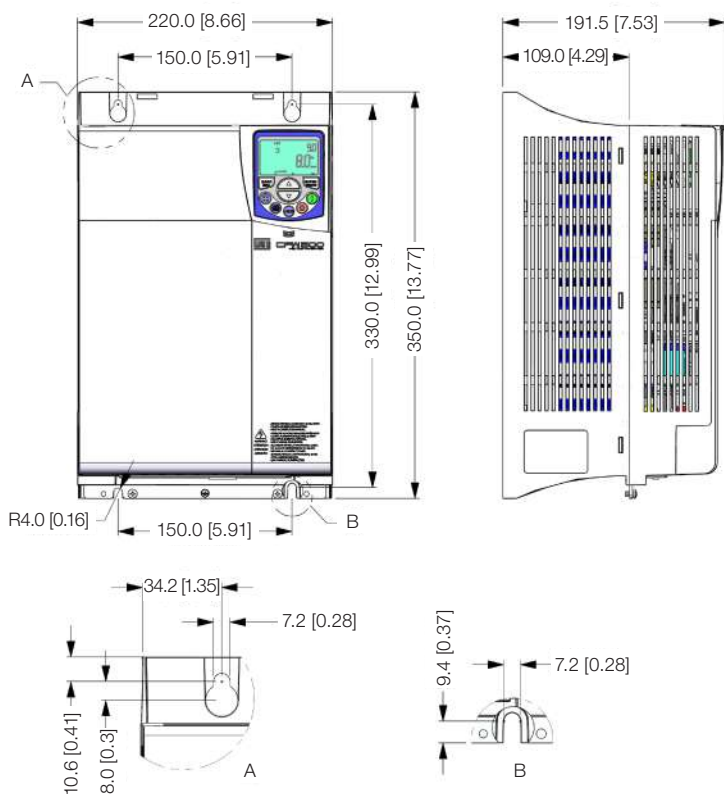 220.0 [8.66]
150.0 [5.91]
A
191.5 [7.53]
109.0 [4.29]
330.0 [12.99]
350.0 [13.77]
R4.0 [0.16]
150.0 [5.91]
B
34.2 [1.35]
7.2 [0.28]
10.6 [0.41]
8.0 [0.3]
A
9.4 [0.37]
7.2 [0.28]
B